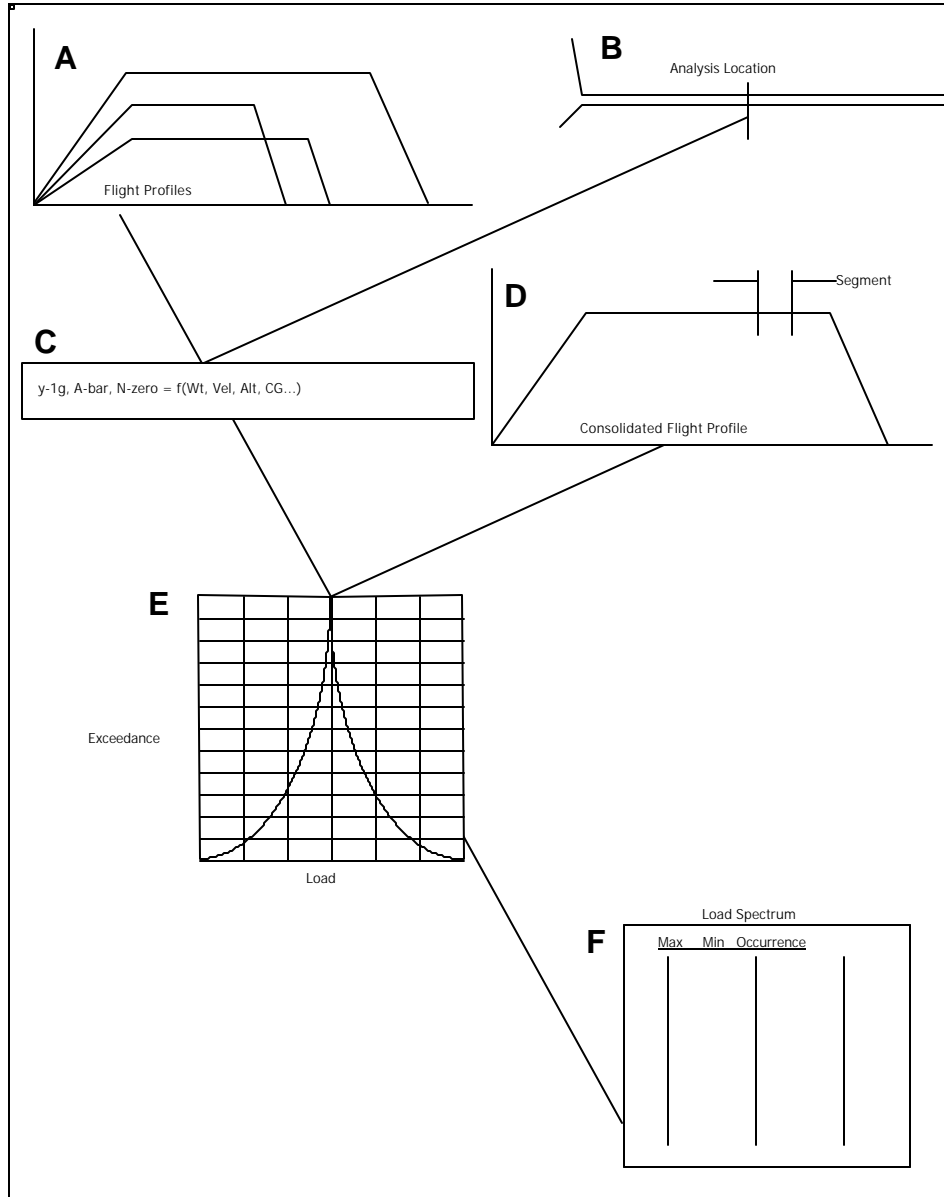 A
B
Analysis Location
Flight Profiles
D
Segment
C
y-1g, A-bar, N-zero = f(Wt, Vel, Alt, CG...)
Consolidated Flight Profile
E
Exceedance
Load
Load Spectrum
F
Max Min Occurrence